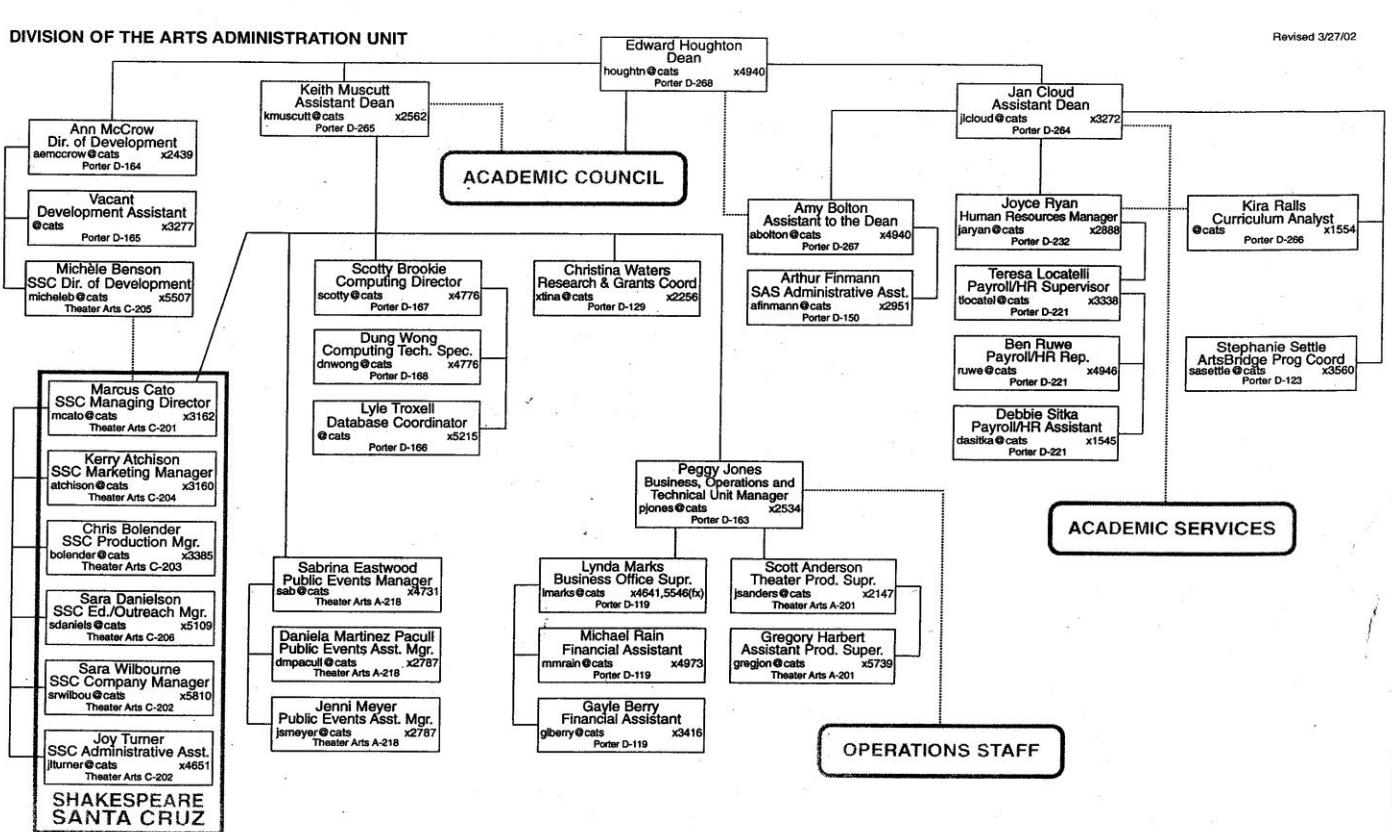 DIVISION OF THE ARTS ADMINISTRATION UNIT
Revised 3/27/02
Edward Houghton
Dean
houghtn@cats x4940
Porter D-268
Keith Muscutt
Assistant Dean
kmuscutt@cats x2562
Porter D-265
Jan Cloud
Assistant Dean
jlcloud@cats x3272
Porter D-264
Ann McCrow
Dir. of Development
aemccrow@cats x2439
Porter D-164
Vacant
Development Assistant
@cats x3277
Porter D-165
Michèle Benson
SSC Dir. of Development
micheleb@cats x5507
Theater Arts C-205
ACADEMIC COUNCIL
Amy Bolton
Assistant to the Dean
abolton@cats x4940
Porter D-267
Arthur Finmann
SAS Administrative Asst.
afinmann@cats x2951
Porter D-150
Joyce Ryan
Human Resources Manager
jaryan@cats x2888
Porter D-232
Teresa Locatelli
Payroll/HR Supervisor
tlocatel@cats x3338
Porter D-221
Ben Ruwe
Payroll/HR Rep.
ruwe@cats x4946
Porter D-221
Debbie Sitka
Payroll/HR Assistant
dasitka@cats x1545
Porter D-221
Kira Ralls
Curriculum Analyst
@cats x1554
Porter D-266
Stephanie Settle
ArtsBridge Prog Coord
sasettle@cats x3560
Porter D-123
Scotty Brookie
Computing Director
scotty@cats x4776
Porter D-167
Dung Wong
Computing Tech. Spec.
dnwong@cats x4776
Porter D-168
Lyle Troxell
Database Coordinator
@cats x5215
Porter D-166
Christina Waters
Research & Grants Coord
xtina@cats x2256
Porter D-129
Marcus Cato
SSC Managing Director
mcato@cats x3162
Theater Arts C-201
Kerry Atchison
SSC Marketing Manager
atchison@cats x3160
Theater Arts C-204
Chris Bolender
SSC Production Mgr.
bolender@cats x3385
Theater Arts C-203
Sara Danielson
SSC Ed./Outreach Mgr.
sdaniels@cats x5109
Theater Arts C-206
Sara Wilbourne
SSC Company Manager
srwilbou@cats x5810
Theater Arts C-202
Joy Turner
SSC Administrative Asst.
jlturner@cats x4651
Theater Arts C-202
SHAKESPEARE
SANTA CRUZ
Peggy Jones
Business, Operations and
Technical Unit Manager
pjones@cats x2534
Porter D-163
ACADEMIC SERVICES
Sabrina Eastwood
Public Events Manager
sab@cats x4731
Theater Arts A-218
Daniela Martinez Pacull
Public Events Asst. Mgr.
dmpacull@cats x2787
Theater Arts A-218
Jenni Meyer
Public Events Asst. Mgr.
jsmeyer@cats x2787
Theater Arts A-218
Lynda Marks
Business Office Supr.
lmarks@cats x4641,5546(fx)
Porter D-119
Michael Rain
Financial Assistant
mmrain@cats x4973
Porter D-119
Gayle Berry
Financial Assistant
glberry@cats x3416
Porter D-119
Scott Anderson
Theater Prod. Supr.
jsanders@cats x2147
Theater Arts A-201
Gregory Harbert
Assistant Prod. Super.
gregjon@cats x5739
Theater Arts A-201
OPERATIONS STAFF